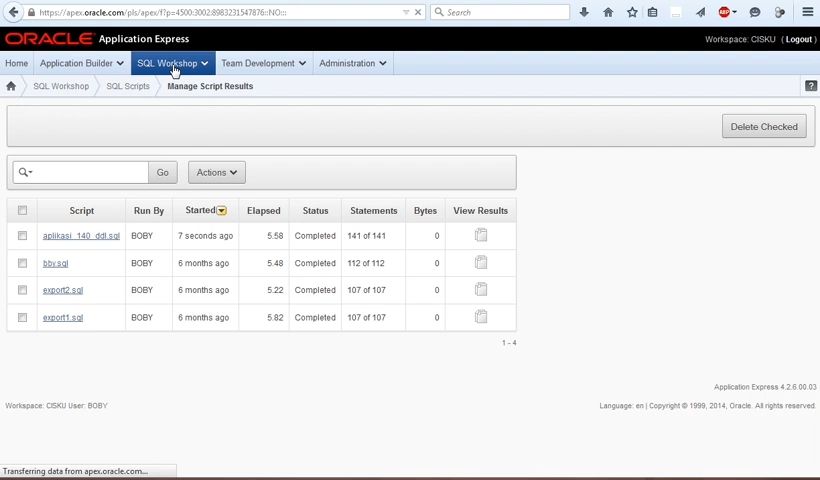 https://apex.oracle.com/pls/apex/f?p=4500:3002:8983231547876::NO:::
Search
ORACLE Application Express
Workspace: CISKU ( Logout )
Home
Application Builder
SQL Workshop
Team Development
Administration
SQL Workshop
SQL Scripts
Manage Script Results
?
Delete Checked
Go
Actions
Script Run By Started Elapsed Status Statements Bytes View Results
aplikasi_140_ddl.sql BOBY 7 seconds ago 5.58 Completed 141 of 141 0
bby.sql BOBY 6 months ago 5.48 Completed 112 of 112 0
export2.sql BOBY 6 months ago 5.22 Completed 107 of 107 0
export1.sql BOBY 6 months ago 5.82 Completed 107 of 107 0
1 - 4
Application Express 4.2.6.00.03
Workspace: CISKU User: BOBY
Language: en | Copyright © 1999, 2014, Oracle. All rights reserved.
Transferring data from apex.oracle.com...